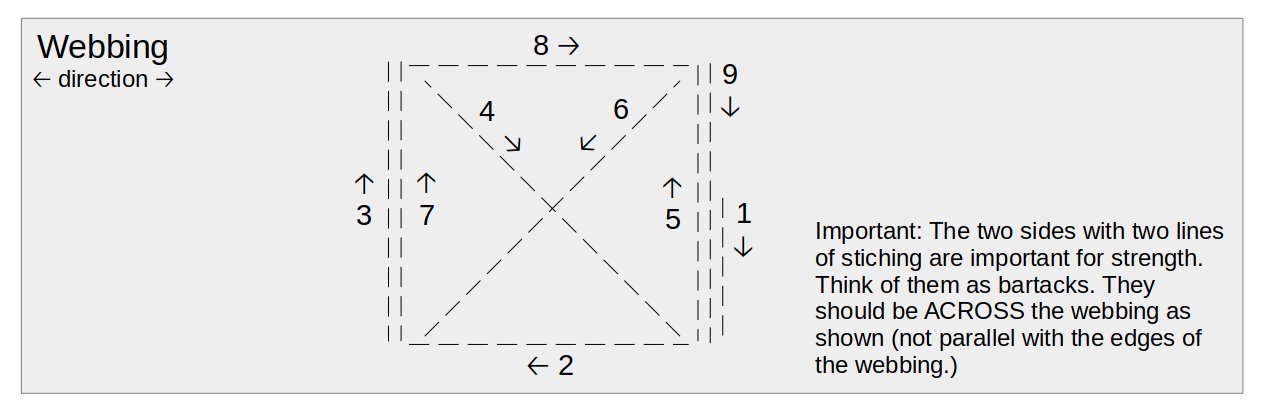 Webbing
← direction →
8 →
9
↓
4
↘
6
↙
↑
3
↑
7
↑
5
1
↓
← 2
Important: The two sides with two lines
of stiching are important for strength.
Think of them as bartacks. They
should be ACROSS the webbing as
shown (not parallel with the edges of
the webbing.)